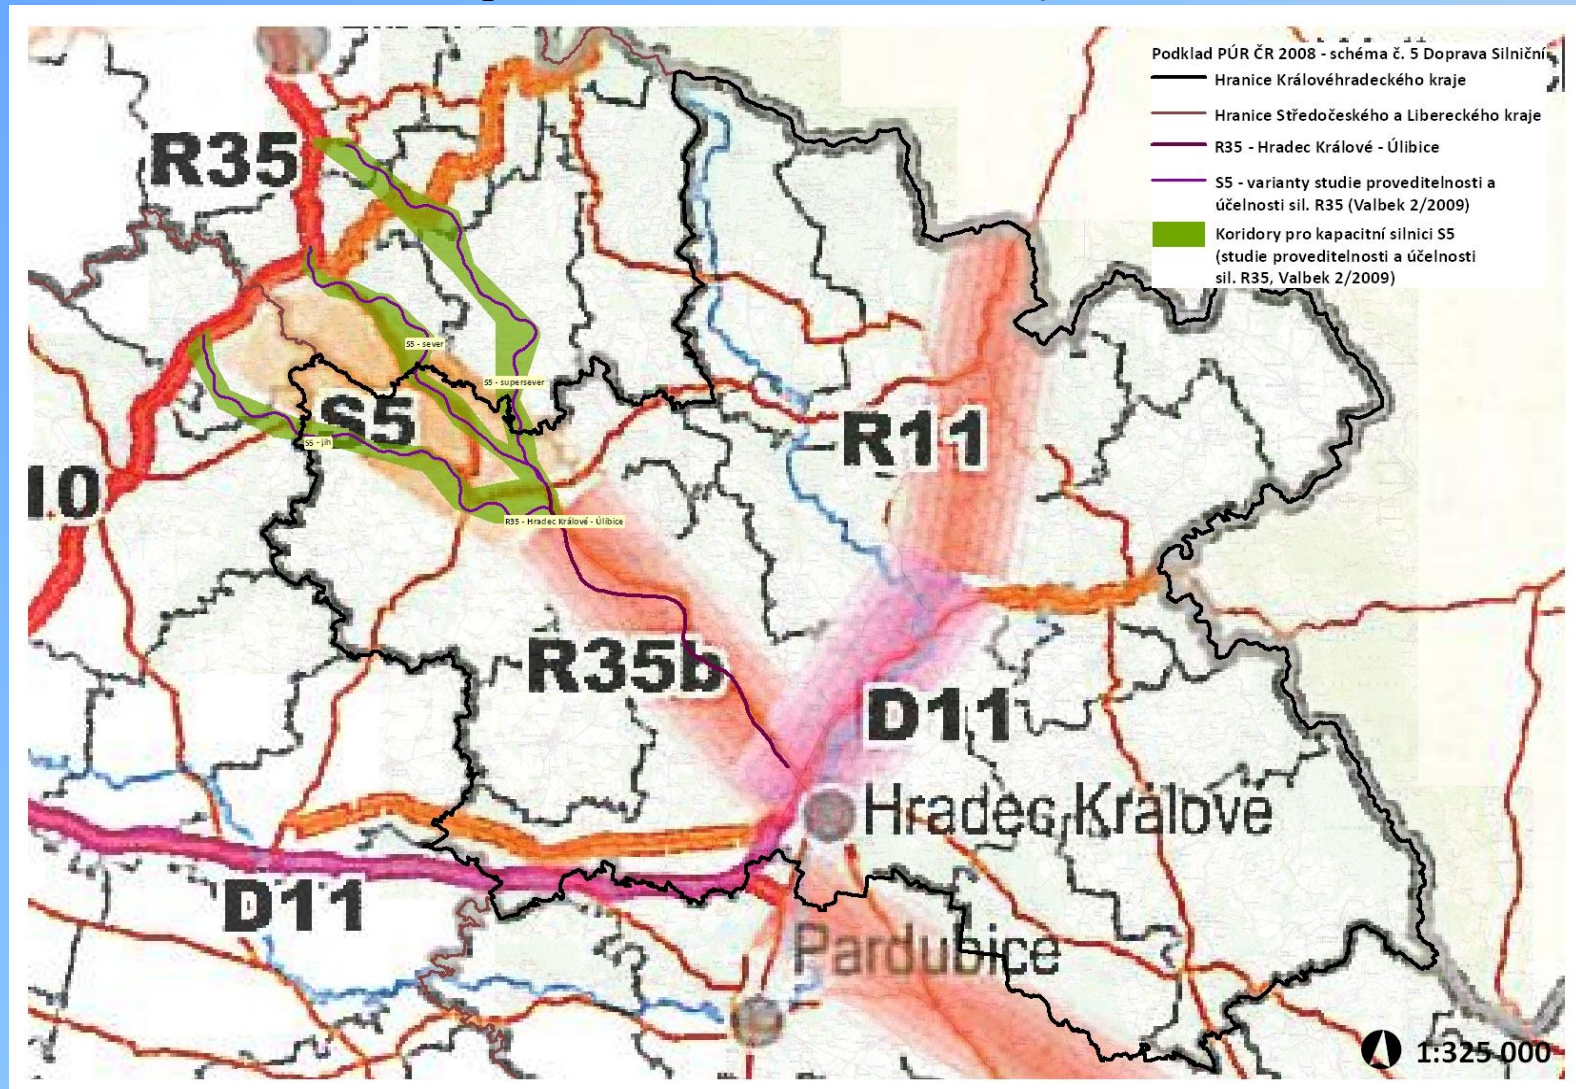 Podklad PÚR ČR 2008 - schéma č. 5 Doprava Silniční
Hranice Královéhradeckého kraje
Hranice Středočeského a Libereckého kraje
R35 - Hradec Králové - Úlibice
S5 - varianty studie proveditelnosti a
účelnosti sil. R35 (Valbek 2/2009)
Koridory pro kapacitní silnici S5
(studie proveditelnosti a účelnosti
sil. R35, Valbek 2/2009)
R35
S5 - sever
S5 - supersever
S5
S5 - jih
R11
10
R35 - Hradec Králové - Úlibice
R35b
D11
Hradec Králové
D11
Pardubice
1:325 000